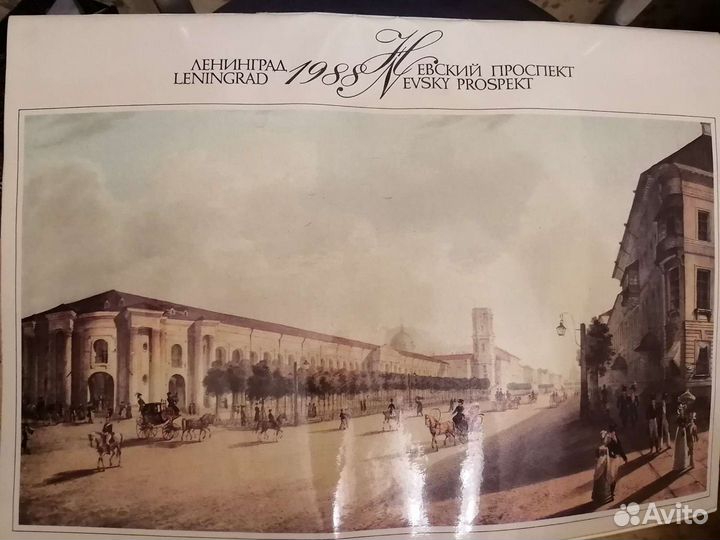 ЛЕНИНГРАД 1988 НЕВСКИЙ ПРОСПЕКТ
LENINGRAD NEVSKY PROSPEKT
Avito